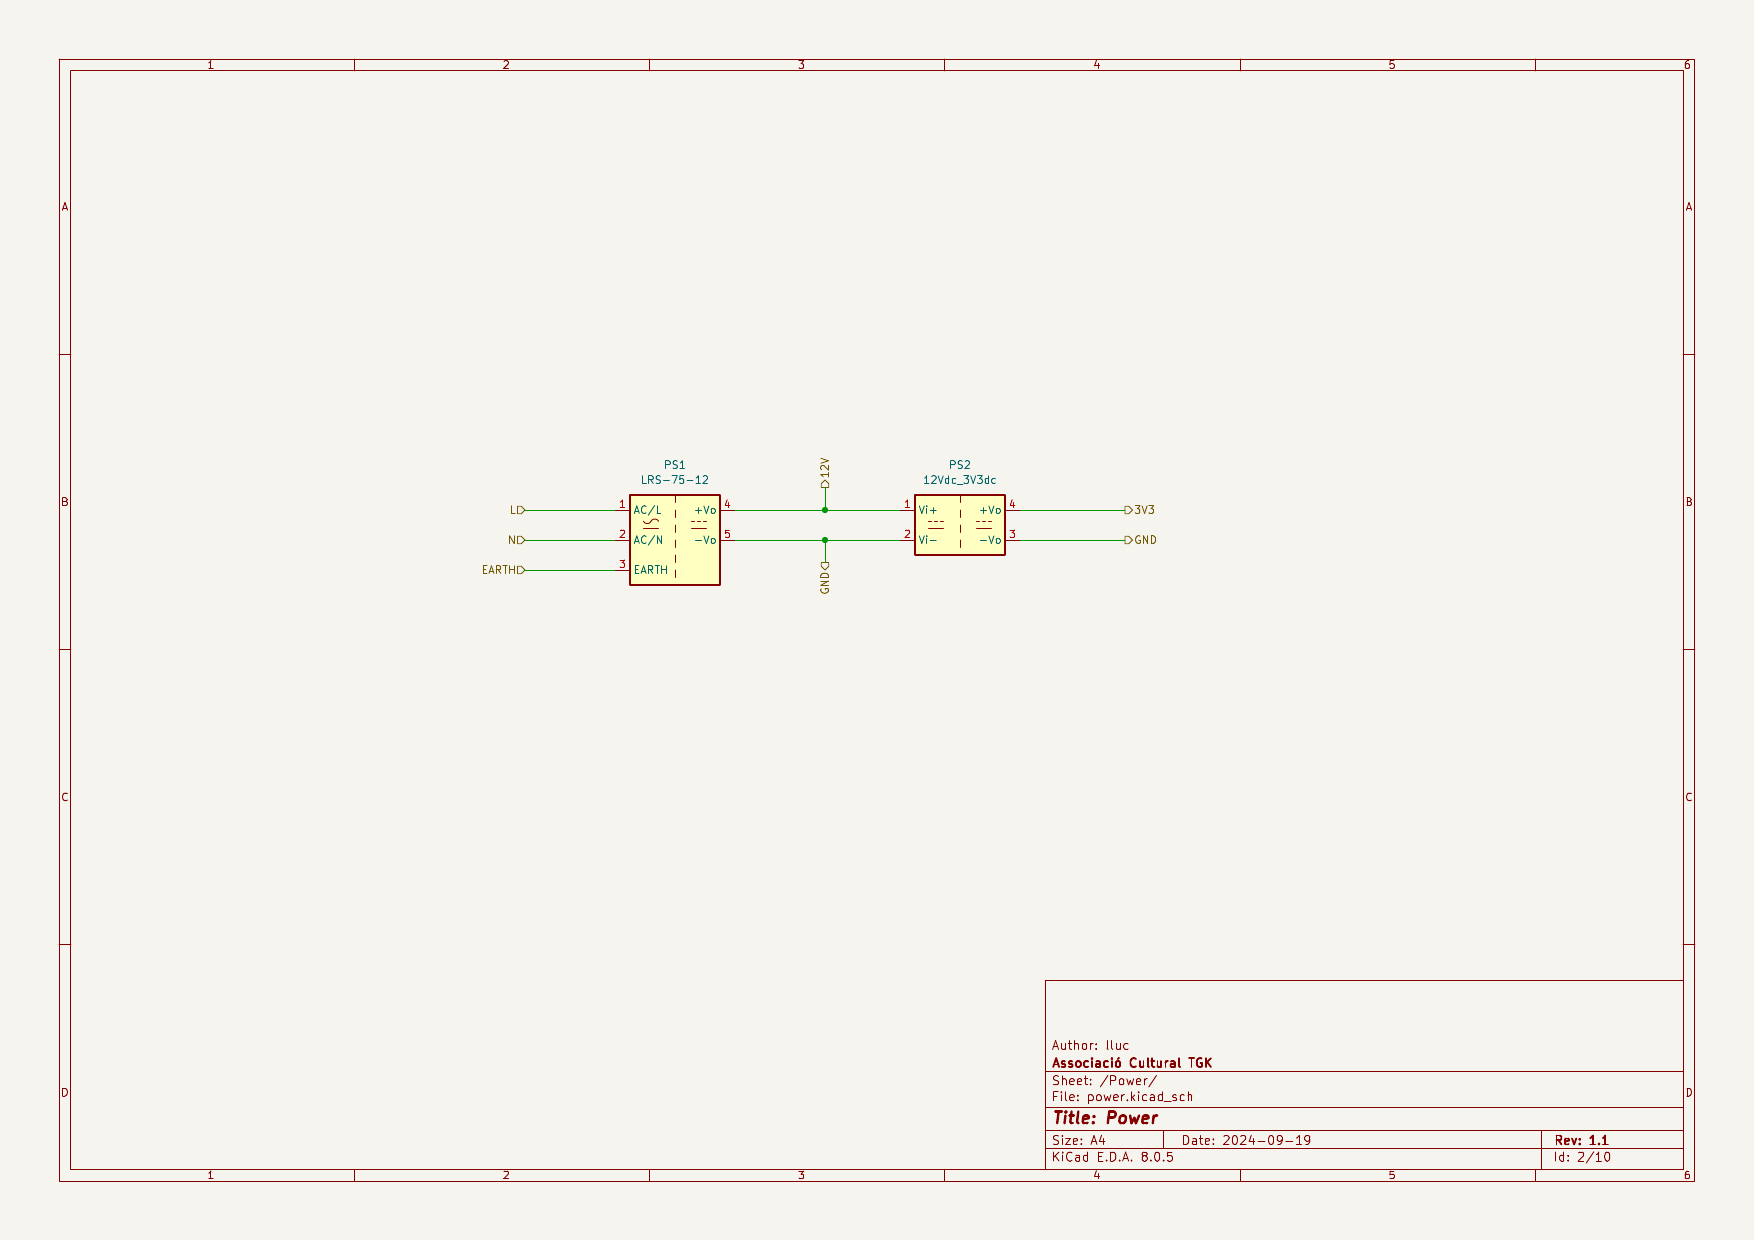 1 2 3 4 5 6
A A
PS1
LRS-75-12
12V
PS2
12Vdc_3V3dc
B B
L 1 AC/L +Vo 4 1 Vi+ +Vo 4 3V3
N 2 AC/N -Vo 5 2 Vi- -Vo 3 GND
EARTH 3 EARTH
GND
C C
Author: lluc
Associació Cultural TGK
Sheet: /Power/
File: power.kicad_sch
D D
Title: Power
Size: A4 Date: 2024-09-19 Rev: 1.1
KiCad E.D.A. 8.0.5 Id: 2/10
1 2 3 4 5 6